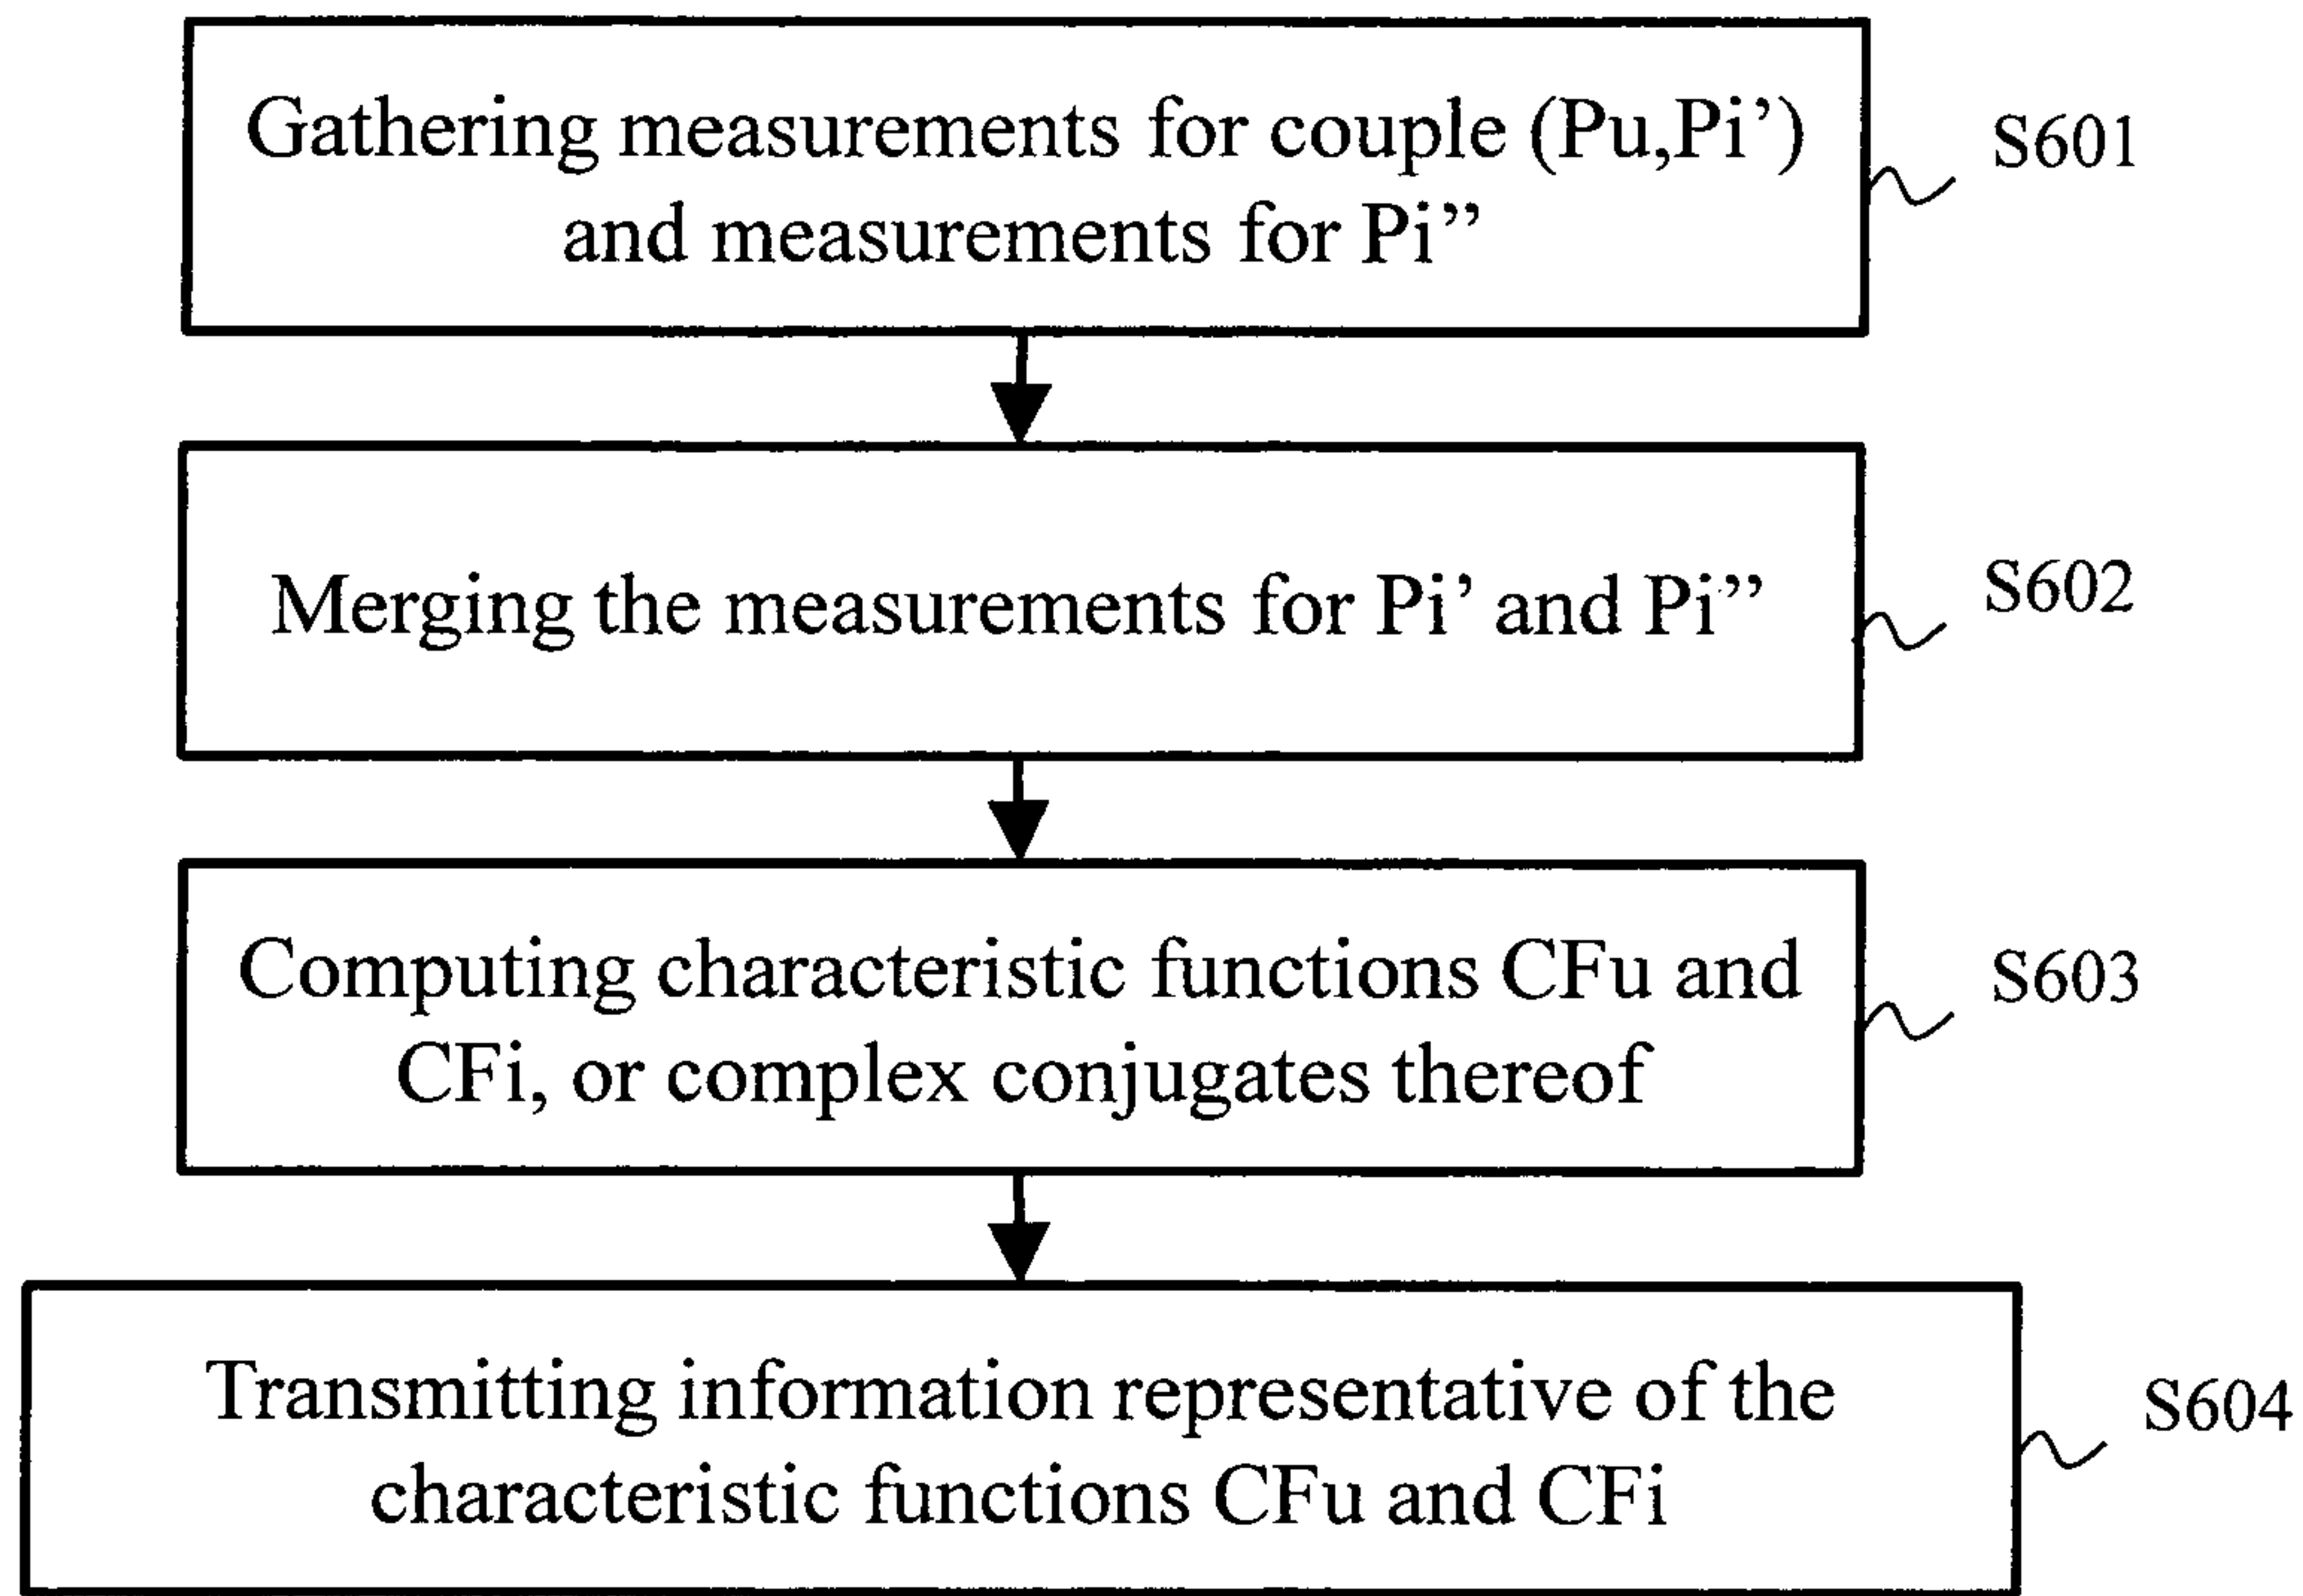 Gathering measurements for couple (Pu,Pi’)
and measurements for Pi”
S601
Merging the measurements for Pi’ and Pi”
S602
Computing characteristic functions CFu and
CFi, or complex conjugates thereof
S603
Transmitting information representative of the
characteristic functions CFu and CFi
S604